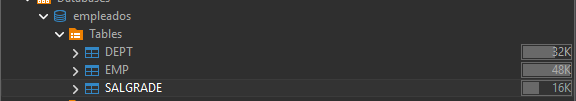 Databases
empleados
Tables
DEPT 32K
EMP 48K
SALGRADE 16K